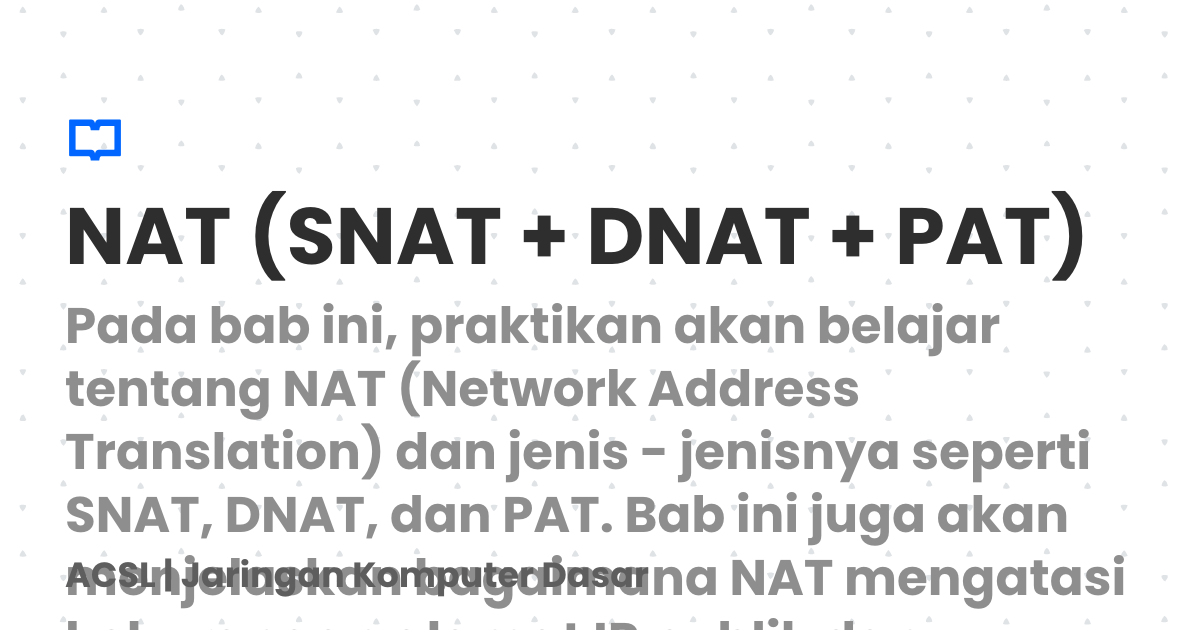 NAT (SNAT + DNAT + PAT)
Pada bab ini, praktikan akan belajar
tentang NAT (Network Address
Translation) dan jenis - jenisnya seperti
SNAT, DNAT, dan PAT. Bab ini juga akan
menjelaskan bagaimana NAT mengatasi
ACSL | Jaringan Komputer Dasar